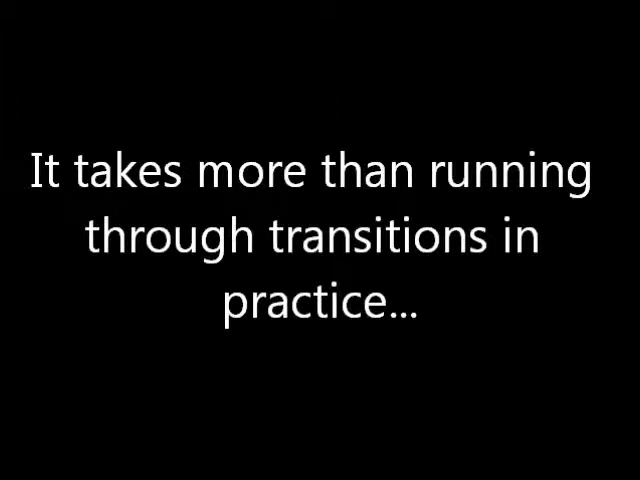 It takes more than running
through transitions in
practice...